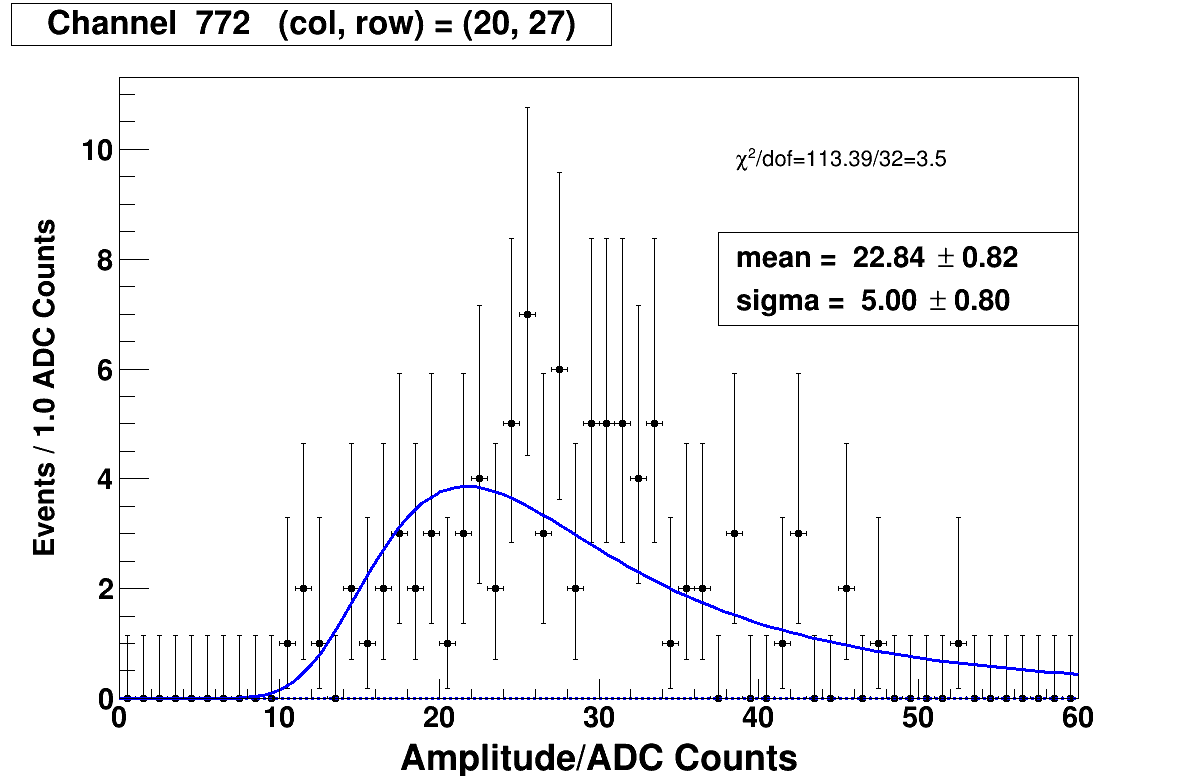 Channel 772 (col, row) = (20, 27)
χ²/dof=113.39/32=3.5
mean = 22.84 ± 0.82
sigma = 5.00 ± 0.80
Events / 1.0 ADC Counts
10
8
6
4
2
0
0 10 20 30 40 50 60
Amplitude/ADC Counts